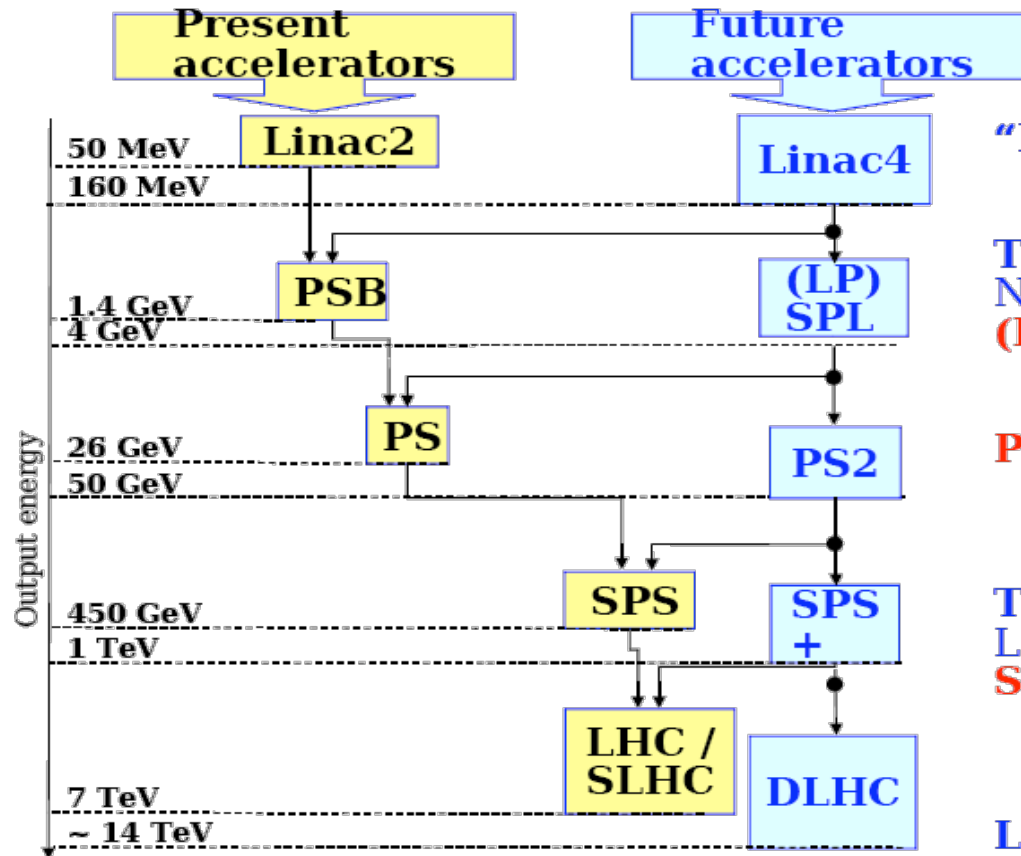 Present
accelerators
Future
accelerators
50 MeV
Linac2
Linac4
160 MeV
PSB
(LP)
SPL
1.4 GeV
4 GeV
PS
26 GeV
PS2
50 GeV
Output energy
SPS
SPS
+
450 GeV
1 TeV
LHC /
SLHC
DLHC
7 TeV
~ 14 TeV